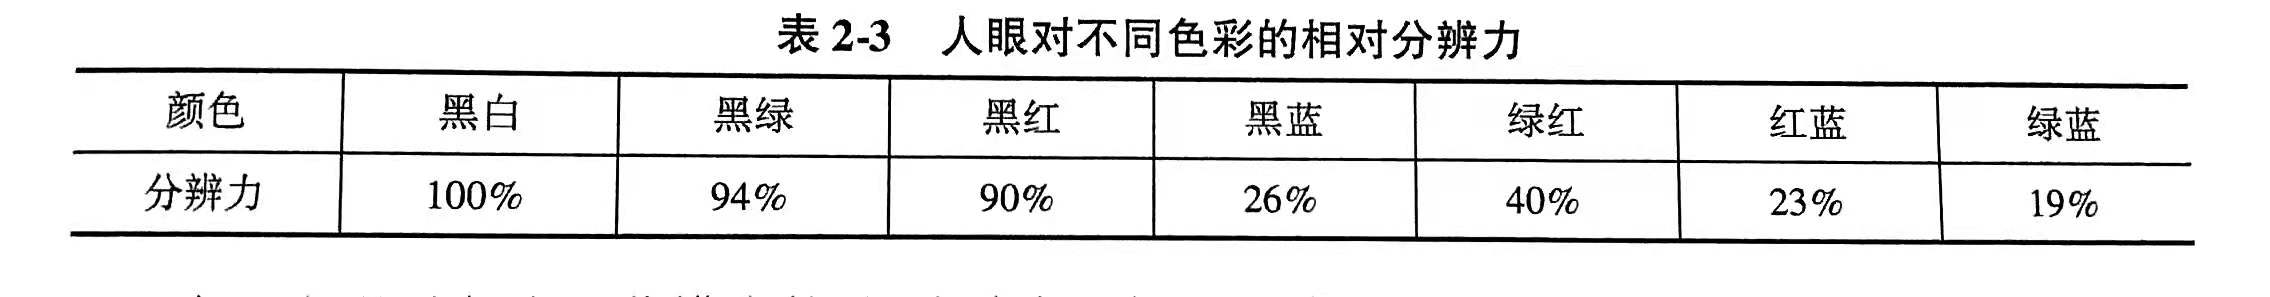 表 2-3 人眼对不同色彩的相对分辨力
颜色 黑白 黑绿 黑红 黑蓝 绿红 红蓝 绿蓝
分辨力 100% 94% 90% 26% 40% 23% 19%